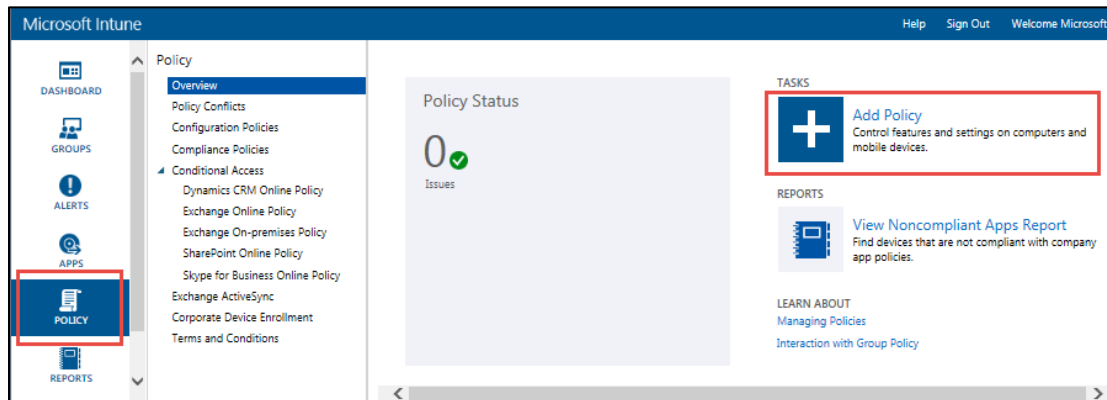 Microsoft Intune
Help Sign Out Welcome Microsoft
DASHBOARD
GROUPS
ALERTS
APPS
POLICY
REPORTS
Policy
Overview
Policy Conflicts
Configuration Policies
Compliance Policies
Conditional Access
Dynamics CRM Online Policy
Exchange Online Policy
Exchange On-premises Policy
SharePoint Online Policy
Skype for Business Online Policy
Exchange ActiveSync
Corporate Device Enrollment
Terms and Conditions
Policy Status
0
Issues
TASKS
Add Policy
Control features and settings on computers and
mobile devices.
REPORTS
View Noncompliant Apps Report
Find devices that are not compliant with company
app policies.
LEARN ABOUT
Managing Policies
Interaction with Group Policy